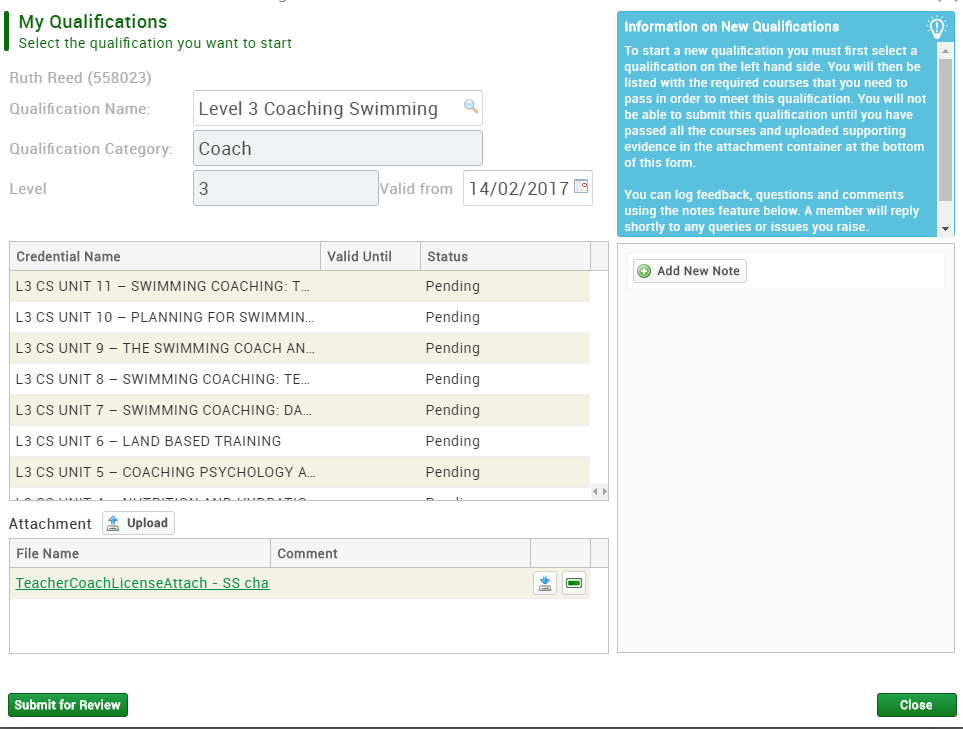 My Qualifications
Select the qualification you want to start
Ruth Reed (558023)
Qualification Name: Level 3 Coaching Swimming
Qualification Category: Coach
Level 3 Valid from 14/02/2017
Credential Name Valid Until Status
L3 CS UNIT 11 – SWIMMING COACHING: T... Pending
L3 CS UNIT 10 – PLANNING FOR SWIMMIN... Pending
L3 CS UNIT 9 – THE SWIMMING COACH AN... Pending
L3 CS UNIT 8 – SWIMMING COACHING: TE... Pending
L3 CS UNIT 7 – SWIMMING COACHING: DA... Pending
L3 CS UNIT 6 – LAND BASED TRAINING Pending
L3 CS UNIT 5 – COACHING PSYCHOLOGY A... Pending
L3 CS UNIT 4 – NUTRITION AND HYDRATIO... Pending
Attachment Upload
File Name Comment
TeacherCoachLicenseAttach - SS cha
Submit for Review
Information on New Qualifications
To start a new qualification you must first select a
qualification on the left hand side. You will then be
listed with the required courses that you need to
pass in order to meet this qualification. You will not
be able to submit this qualification until you have
passed all the courses and uploaded supporting
evidence in the attachment container at the bottom
of this form.
You can log feedback, questions and comments
using the notes feature below. A member will reply
shortly to any queries or issues you raise.
Add New Note
Close